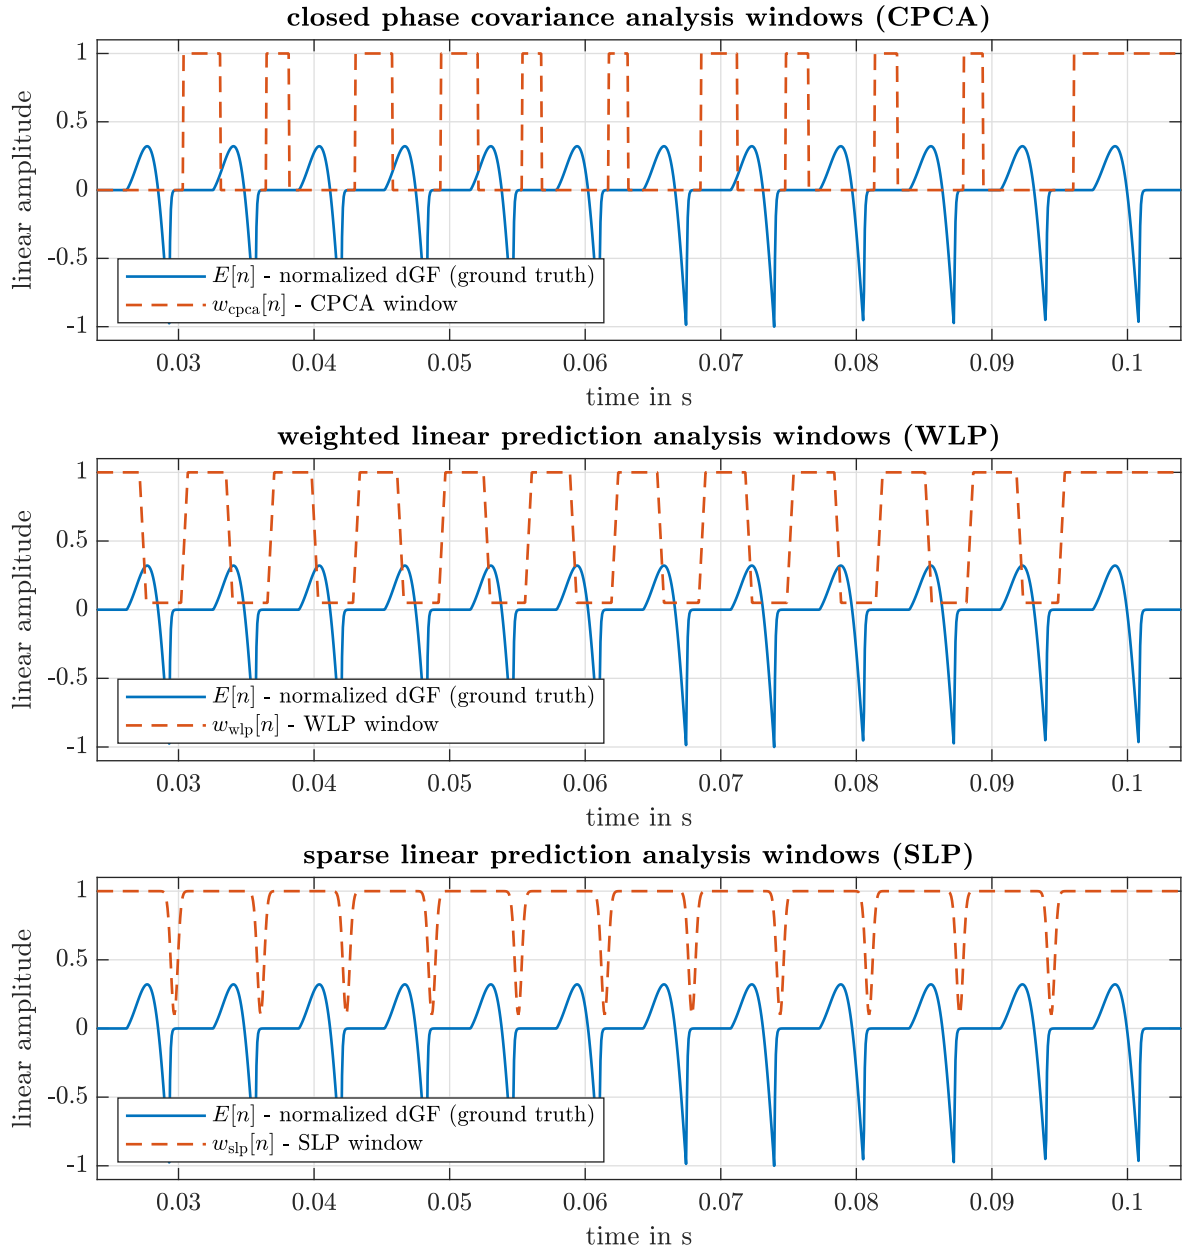 closed phase covariance analysis windows (CPCA)
1
0.5
0
-0.5
-1
linear amplitude
E[n] - normalized dGF (ground truth)
w_cpca[n] - CPCA window
0.03 0.04 0.05 0.06 0.07 0.08 0.09 0.1
time in s
weighted linear prediction analysis windows (WLP)
1
0.5
0
-0.5
-1
linear amplitude
E[n] - normalized dGF (ground truth)
w_wlp[n] - WLP window
0.03 0.04 0.05 0.06 0.07 0.08 0.09 0.1
time in s
sparse linear prediction analysis windows (SLP)
1
0.5
0
-0.5
-1
linear amplitude
E[n] - normalized dGF (ground truth)
w_slp[n] - SLP window
0.03 0.04 0.05 0.06 0.07 0.08 0.09 0.1
time in s